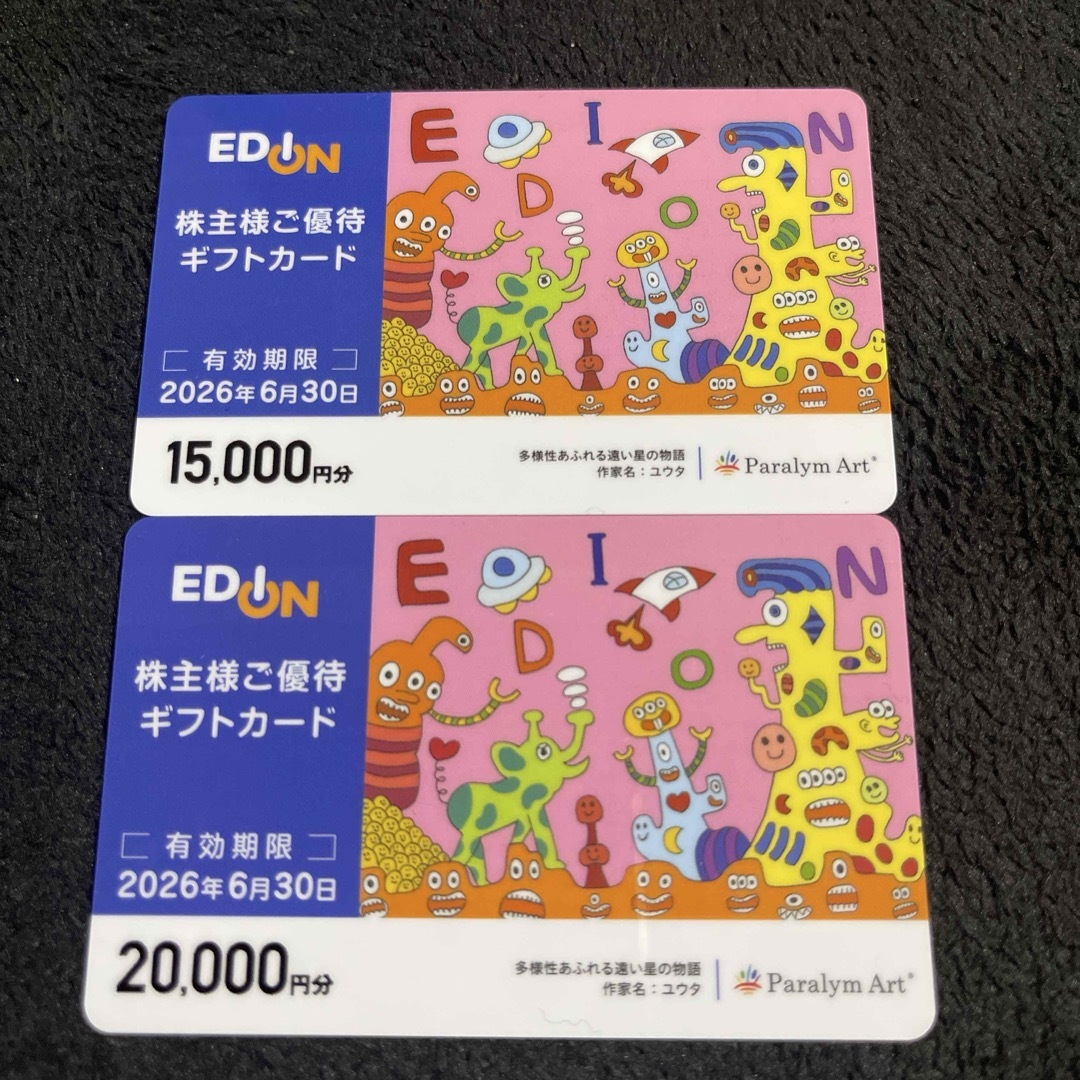 EDION
株主様ご優待
ギフトカード
有効期限
2026年6月30日
E I N
D O
15,000円分
多様性あふれる遠い星の物語
作家名：ユウタ
Paralym Art®
EDION
株主様ご優待
ギフトカード
有効期限
2026年6月30日
E I N
D O
20,000円分
多様性あふれる遠い星の物語
作家名：ユウタ
Paralym Art®